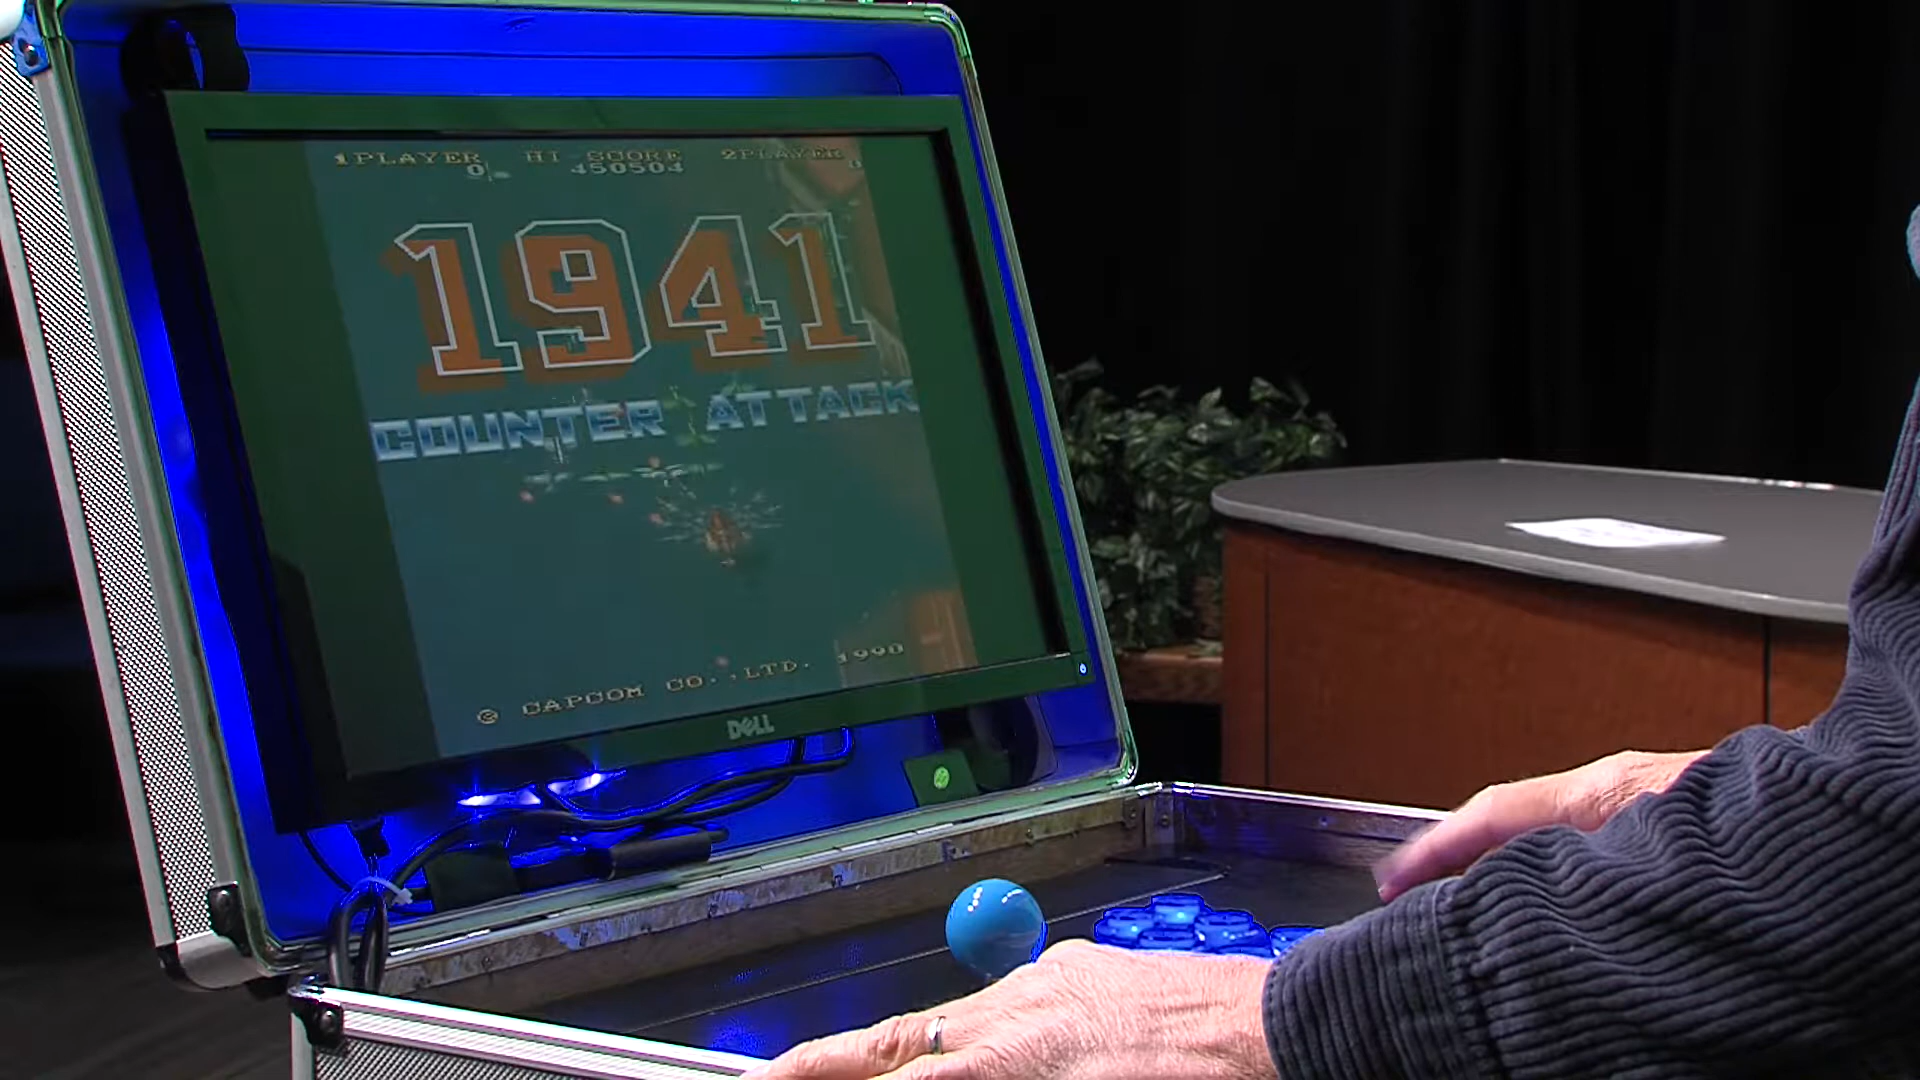 1PLAYER HI SCORE 2PLAYER
0 450504 0
1941
COUNTER ATTACK
© CAPCOM CO.,LTD. 1990
DELL